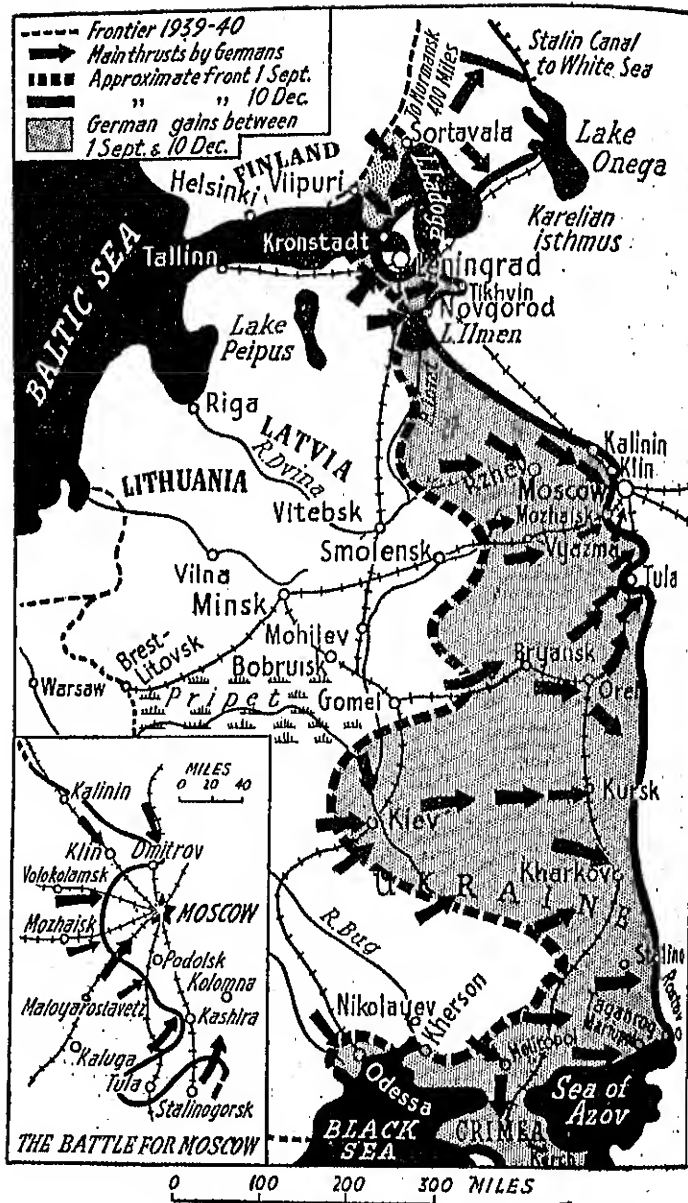 Frontier 1939-40
Main thrusts by Germans
Approximate Front 1 Sept.
" " 10 Dec.
German gains between
1 Sept. & 10 Dec.
To Murmansk
400 Miles
Stalin Canal
to White Sea
Sortavala
Lake
Onega
FINLAND
Helsinki
Viipuri
L. Ladoga
Karelian
isthmus
BALTIC SEA
Tallinn
Kronstadt
Leningrad
Tikhvin
Novgorod
L. Ilmen
Lake
Peipus
Riga
LATVIA
R. Dvina
LITHUANIA
Kalinin
Klin
Rzhev
Moscow
Mozhaisk
Vitebsk
Smolensk
Vyazma
Vilna
Tula
Minsk
Mohilev
Brest-
Litovsk
Bobruisk
Bryansk
Warsaw
Pripet
Gomel
Orel
Kiev
Kursk
Kharkov
UKRAINE
R. Bug
Stalino
Rostov
Taganrog
Nikolayev
Kherson
Melitopol
Mariupol
Odessa
Sea of
Azov
BLACK
SEA
CRIMEA
Kerch
MILES
0 20 40
Kalinin
Klin
Dmitrov
Volokolamsk
MOSCOW
Mozhaisk
Podolsk
Kolomna
Maloyaroslavetz
Kashira
Kaluga
Tula
Stalinogorsk
THE BATTLE FOR MOSCOW
0 100 200 300 MILES